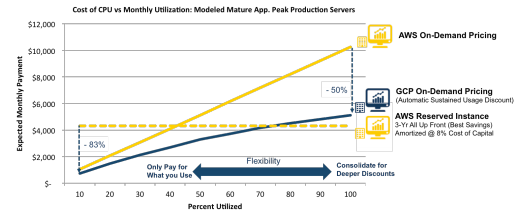 Cost of CPU vs Monthly Utilization: Modeled Mature App. Peak Production Servers
$12,000
$10,000
$8,000
$6,000
$4,000
$2,000
$-
Expected Monthly Payment
AWS On-Demand Pricing
- 50%
GCP On-Demand Pricing
(Automatic Sustained Usage Discount)
AWS Reserved Instance
3-Yr All Up Front (Best Savings)
Amortized @ 8% Cost of Capital
- 83%
Only Pay for
What you Use
Flexibility
Consolidate for
Deeper Discounts
10 20 30 40 50 60 70 80 90 100
Percent Utilized